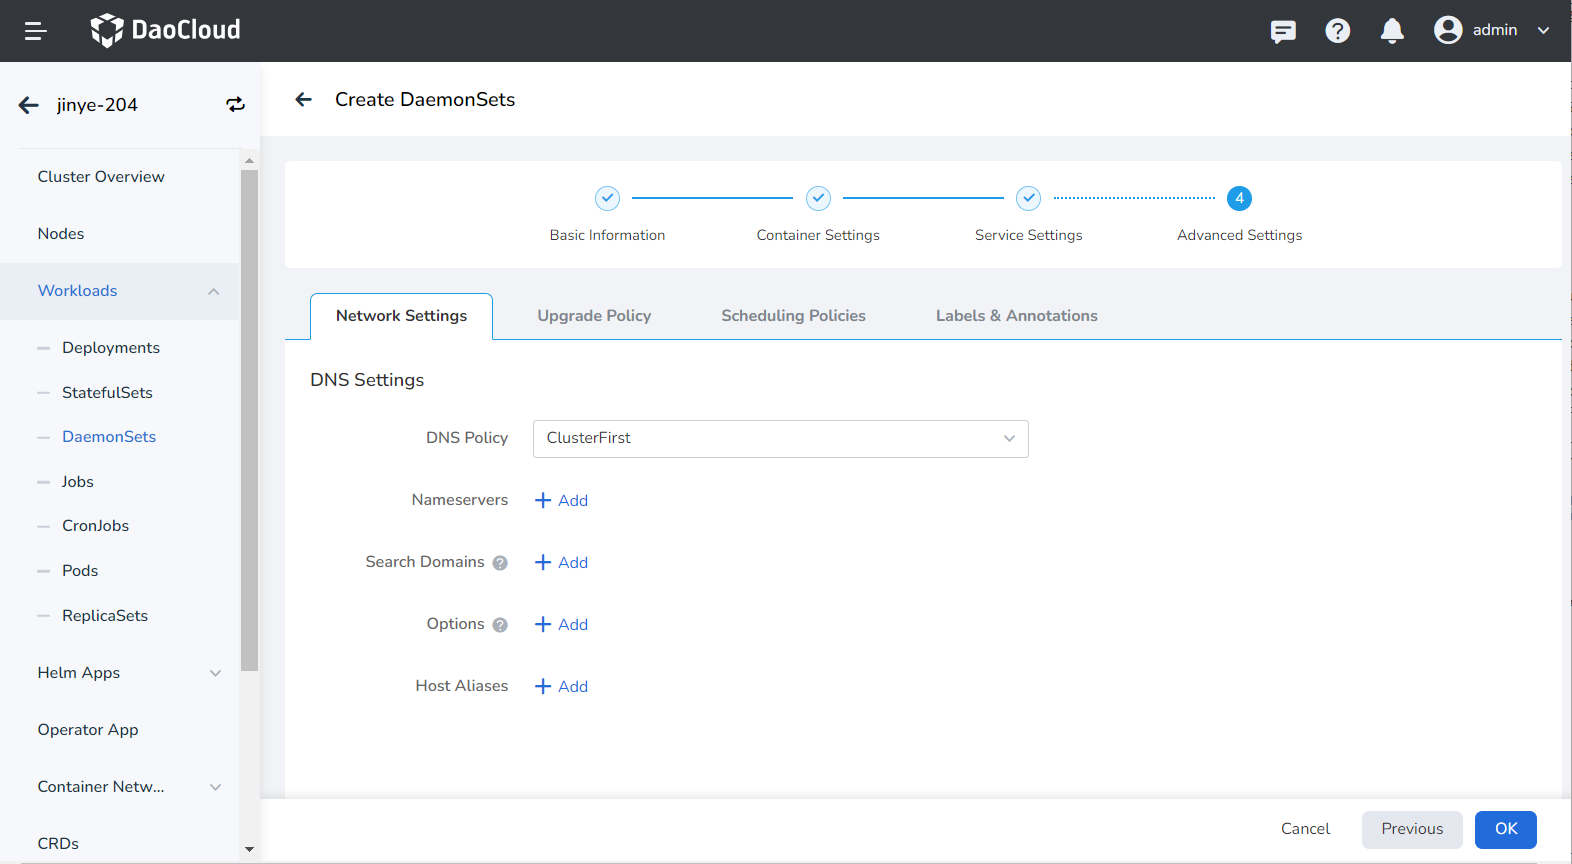 DaoCloud
admin
jinye-204
Cluster Overview
Nodes
Workloads
Deployments
StatefulSets
DaemonSets
Jobs
CronJobs
Pods
ReplicaSets
Helm Apps
Operator App
Container Netw...
CRDs
Create DaemonSets
4
Basic Information Container Settings Service Settings Advanced Settings
Network Settings Upgrade Policy Scheduling Policies Labels & Annotations
DNS Settings
DNS Policy ClusterFirst
Nameservers + Add
Search Domains ? + Add
Options ? + Add
Host Aliases + Add
Cancel Previous OK